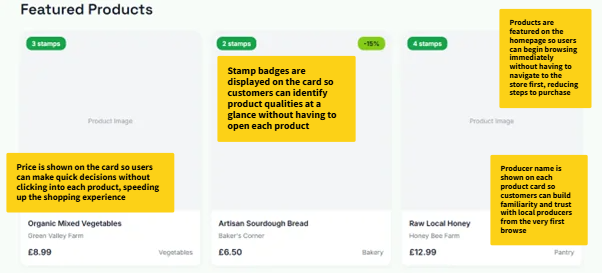 Featured Products
3 stamps
2 stamps
-15%
4 stamps
Products are
featured on the
homepage so users
can begin browsing
immediately
without having to
navigate to the
store first, reducing
steps to purchase
Stamp badges are
displayed on the card so
customers can identify
product qualities at a
glance without having to
open each product
Product Image
Product Image
Price is shown on the card so users
can make quick decisions without
clicking into each product, speeding
up the shopping experience
Producer name is
shown on each
product card so
customers can build
familiarity and trust
with local producers
from the very first
browse
Organic Mixed Vegetables
Green Valley Farm
£8.99
Vegetables
Artisan Sourdough Bread
Baker's Corner
£6.50
Bakery
Raw Local Honey
Honey Bee Farm
£12.99
Pantry